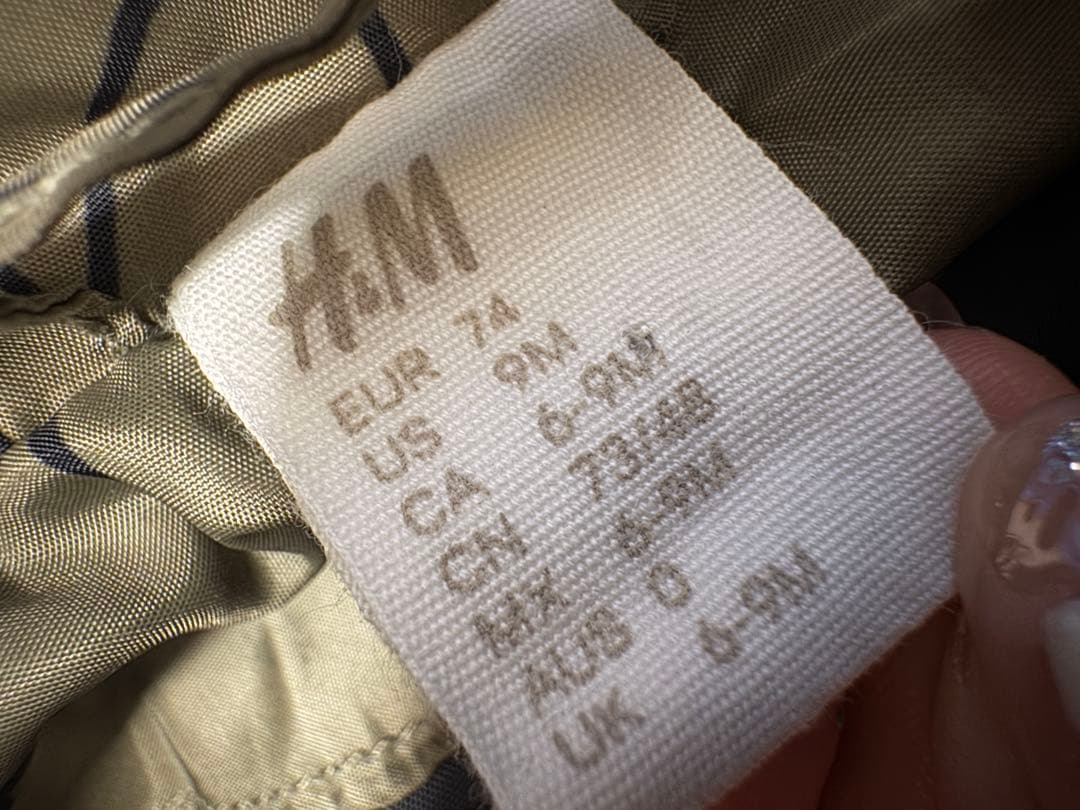 H&M
EUR 74
US 9M
CA 6-9M
CN 73/48
MX 6-9M
AUS 0
UK 6-9M